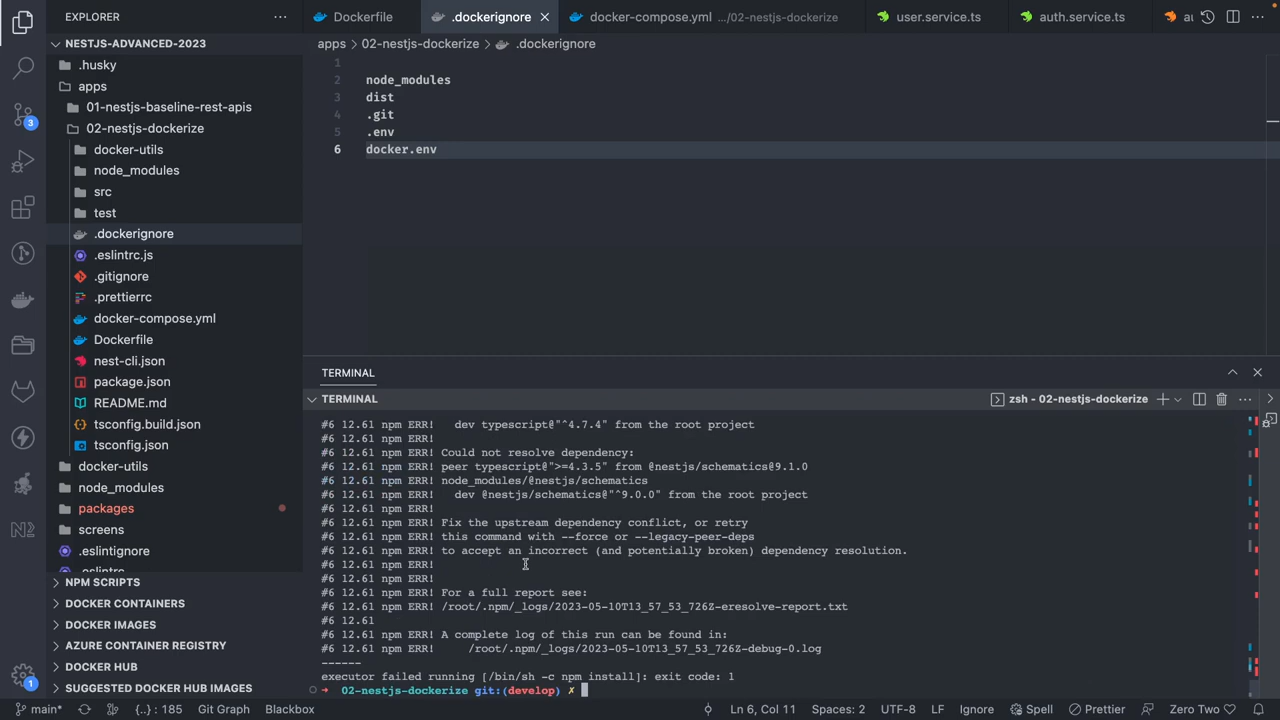 EXPLORER
Dockerfile
.dockerignore
docker-compose.yml .../02-nestjs-dockerize
user.service.ts
auth.service.ts
au
NESTJS-ADVANCED-2023
apps > 02-nestjs-dockerize > .dockerignore
.husky
apps
01-nestjs-baseline-rest-apis
02-nestjs-dockerize
docker-utils
node_modules
src
test
.dockerignore
.eslintrc.js
.gitignore
.prettierrc
docker-compose.yml
Dockerfile
nest-cli.json
package.json
README.md
tsconfig.build.json
tsconfig.json
docker-utils
node_modules
packages
screens
.eslintignore
.eslintrc
NPM SCRIPTS
DOCKER CONTAINERS
DOCKER IMAGES
AZURE CONTAINER REGISTRY
DOCKER HUB
SUGGESTED DOCKER HUB IMAGES
3
1
1
2 node_modules
3 dist
4 .git
5 .env
6 docker.env
TERMINAL
TERMINAL
zsh - 02-nestjs-dockerize
#6 12.61 npm ERR!   dev typescript@"^4.7.4" from the root project
#6 12.61 npm ERR!
#6 12.61 npm ERR! Could not resolve dependency:
#6 12.61 npm ERR! peer typescript@">=4.3.5" from @nestjs/schematics@9.1.0
#6 12.61 npm ERR! node_modules/@nestjs/schematics
#6 12.61 npm ERR!   dev @nestjs/schematics@"^9.0.0" from the root project
#6 12.61 npm ERR!
#6 12.61 npm ERR! Fix the upstream dependency conflict, or retry
#6 12.61 npm ERR! this command with --force or --legacy-peer-deps
#6 12.61 npm ERR! to accept an incorrect (and potentially broken) dependency resolution.
#6 12.61 npm ERR!
#6 12.61 npm ERR!
#6 12.61 npm ERR! For a full report see:
#6 12.61 npm ERR! /root/.npm/_logs/2023-05-10T13_57_53_726Z-eresolve-report.txt
#6 12.61
#6 12.61 npm ERR! A complete log of this run can be found in:
#6 12.61 npm ERR!     /root/.npm/_logs/2023-05-10T13_57_53_726Z-debug-0.log
------
executor failed running [/bin/sh -c npm install]: exit code: 1
➜  02-nestjs-dockerize git:(develop) ✗
main*
{..} : 185
Git Graph
Blackbox
Ln 6, Col 11
Spaces: 2
UTF-8
LF
Ignore
Spell
Prettier
Zero Two